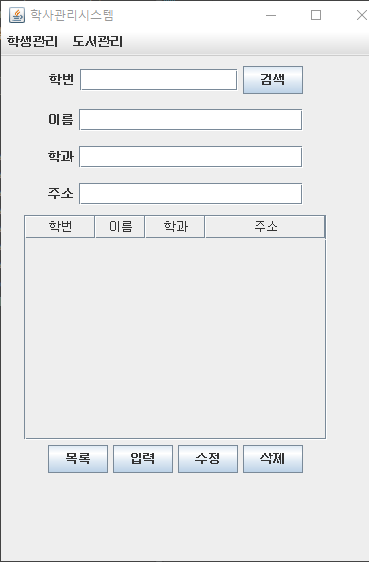 학사관리시스템
학생관리 도서관리
학번 검색
이름
학과
주소
학번 이름 학과 주소
목록 입력 수정 삭제